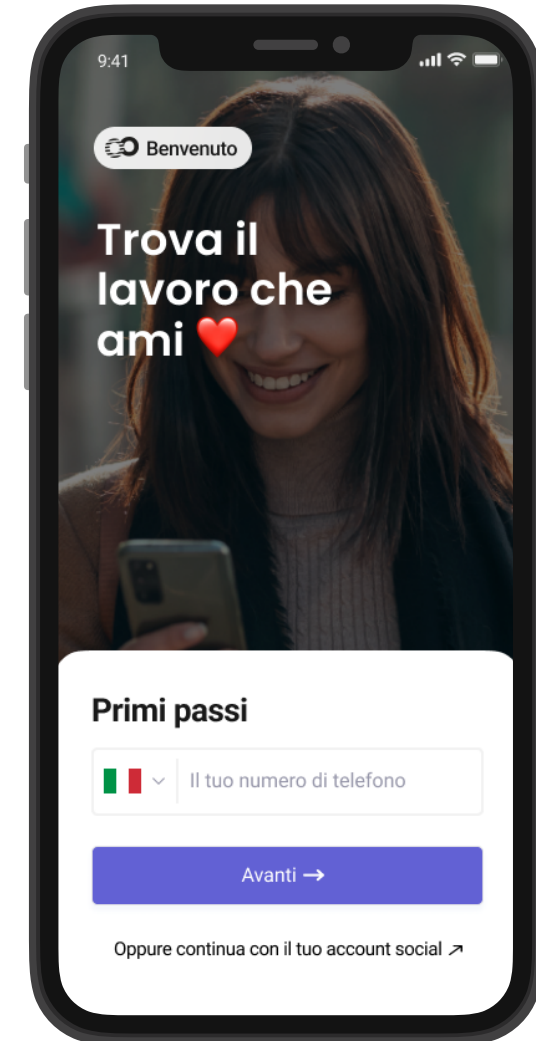 9:41
Benvenuto
Trova il
lavoro che
ami ❤️
Primi passi
Il tuo numero di telefono
Avanti →
Oppure continua con il tuo account social ↗